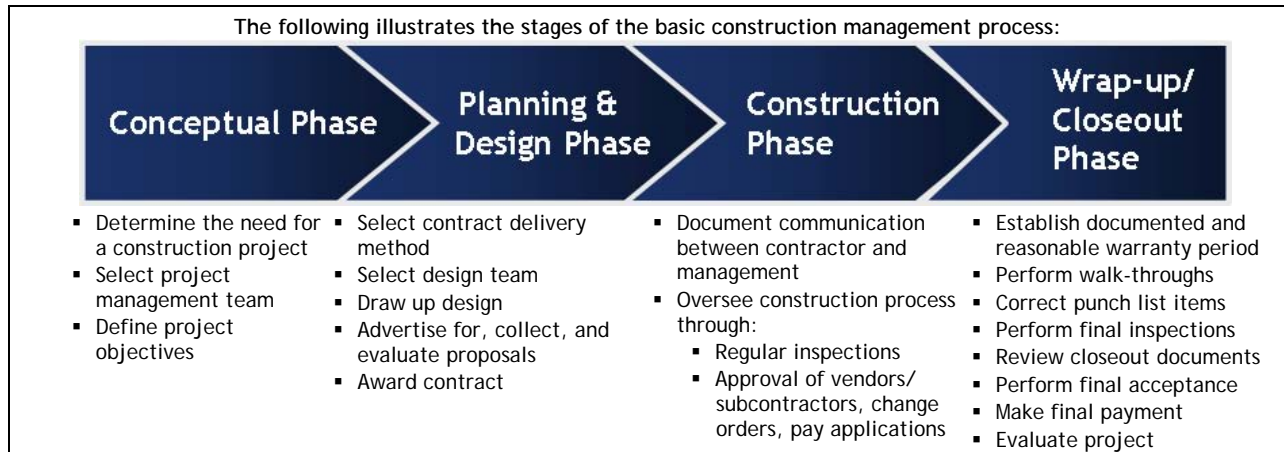 The following illustrates the stages of the basic construction management process:
Conceptual Phase
Planning &
Design Phase
Construction
Phase
Wrap-up/
Closeout
Phase
▪ Determine the need for
a construction project
▪ Select project
management team
▪ Define project
objectives
▪ Select contract delivery
method
▪ Select design team
▪ Draw up design
▪ Advertise for, collect, and
evaluate proposals
▪ Award contract
▪ Document communication
between contractor and
management
▪ Oversee construction process
through:
▪ Regular inspections
▪ Approval of vendors/
subcontractors, change
orders, pay applications
▪ Establish documented and
reasonable warranty period
▪ Perform walk-throughs
▪ Correct punch list items
▪ Perform final inspections
▪ Review closeout documents
▪ Perform final acceptance
▪ Make final payment
▪ Evaluate project